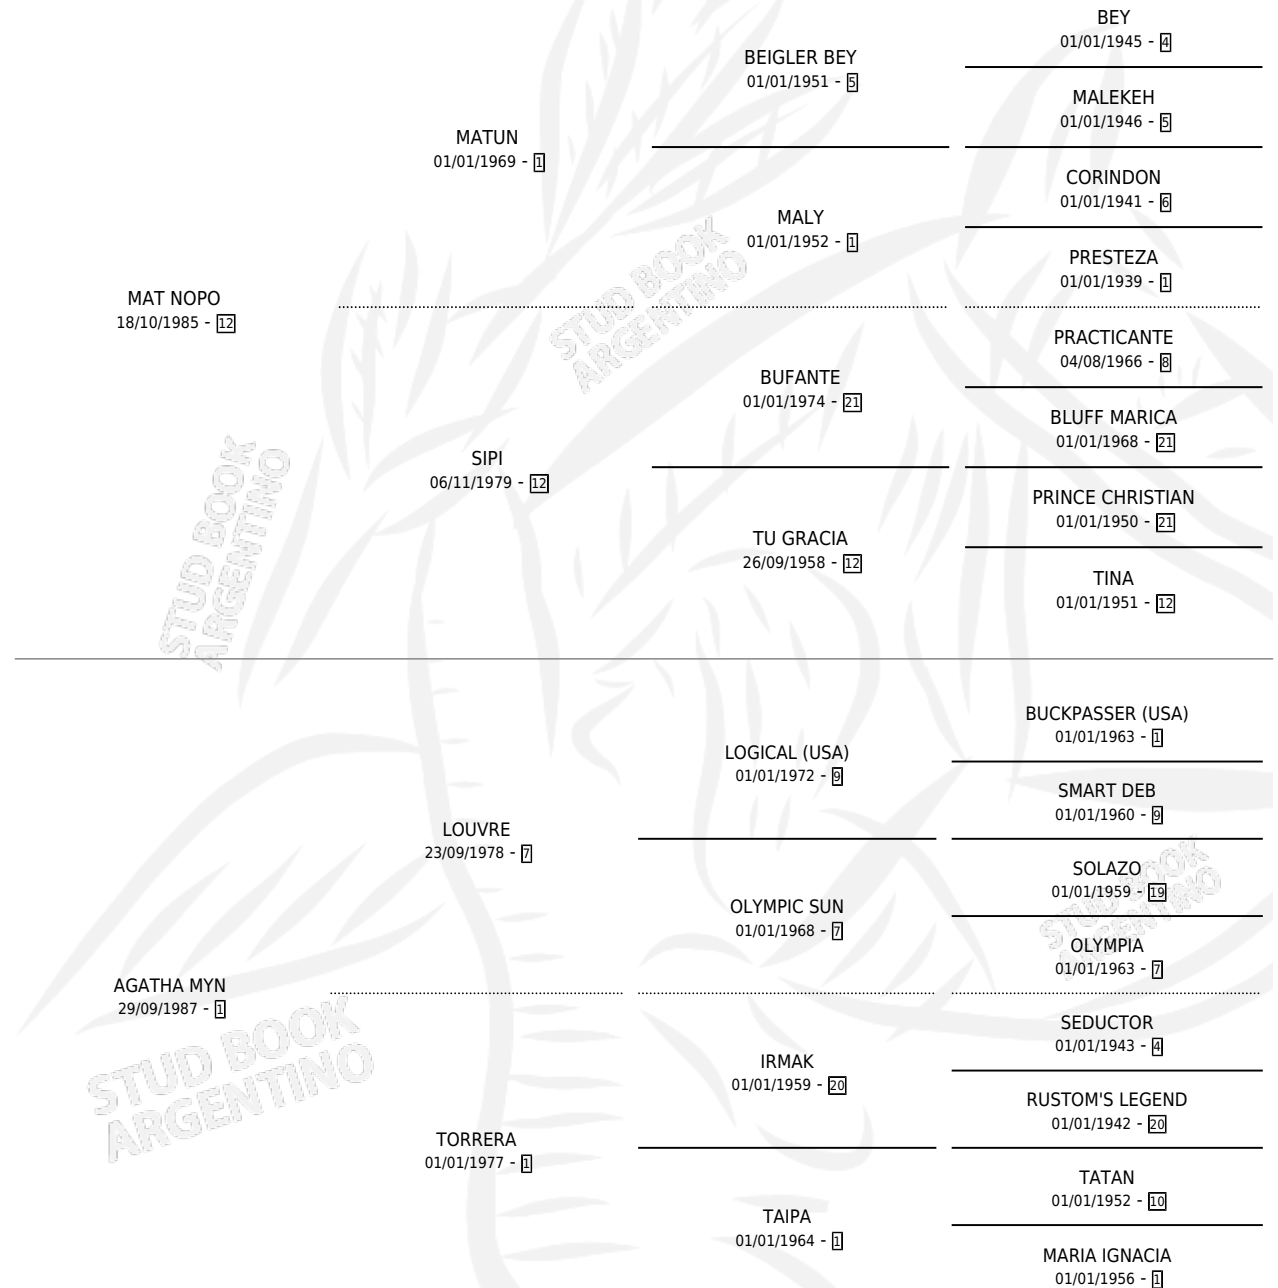 BEY
01/01/1945 - 4
BEIGLER BEY
01/01/1951 - 5
MALEKEH
01/01/1946 - 5
MATUN
01/01/1969 - 1
CORINDON
01/01/1941 - 6
MALY
01/01/1952 - 1
PRESTEZA
01/01/1939 - 1
MAT NOPO
18/10/1985 - 12
PRACTICANTE
04/08/1966 - 8
BUFANTE
01/01/1974 - 21
BLUFF MARICA
01/01/1968 - 21
SIPI
06/11/1979 - 12
PRINCE CHRISTIAN
01/01/1950 - 21
TU GRACIA
26/09/1958 - 12
TINA
01/01/1951 - 12
STUD BOOK
ARGENTINO
STUD BOOK
ARGENTINO
BUCKPASSER (USA)
01/01/1963 - 1
LOGICAL (USA)
01/01/1972 - 9
SMART DEB
01/01/1960 - 9
LOUVRE
23/09/1978 - 7
SOLAZO
01/01/1959 - 19
OLYMPIC SUN
01/01/1968 - 7
OLYMPIA
01/01/1963 - 7
STUD BOOK
ARGENTINO
AGATHA MYN
29/09/1987 - 1
SEDUCTOR
01/01/1943 - 4
IRMAK
01/01/1959 - 20
RUSTOM'S LEGEND
01/01/1942 - 20
STUD BOOK
ARGENTINO
TORRERA
01/01/1977 - 1
TATAN
01/01/1952 - 10
TAIPA
01/01/1964 - 1
MARIA IGNACIA
01/01/1956 - 1